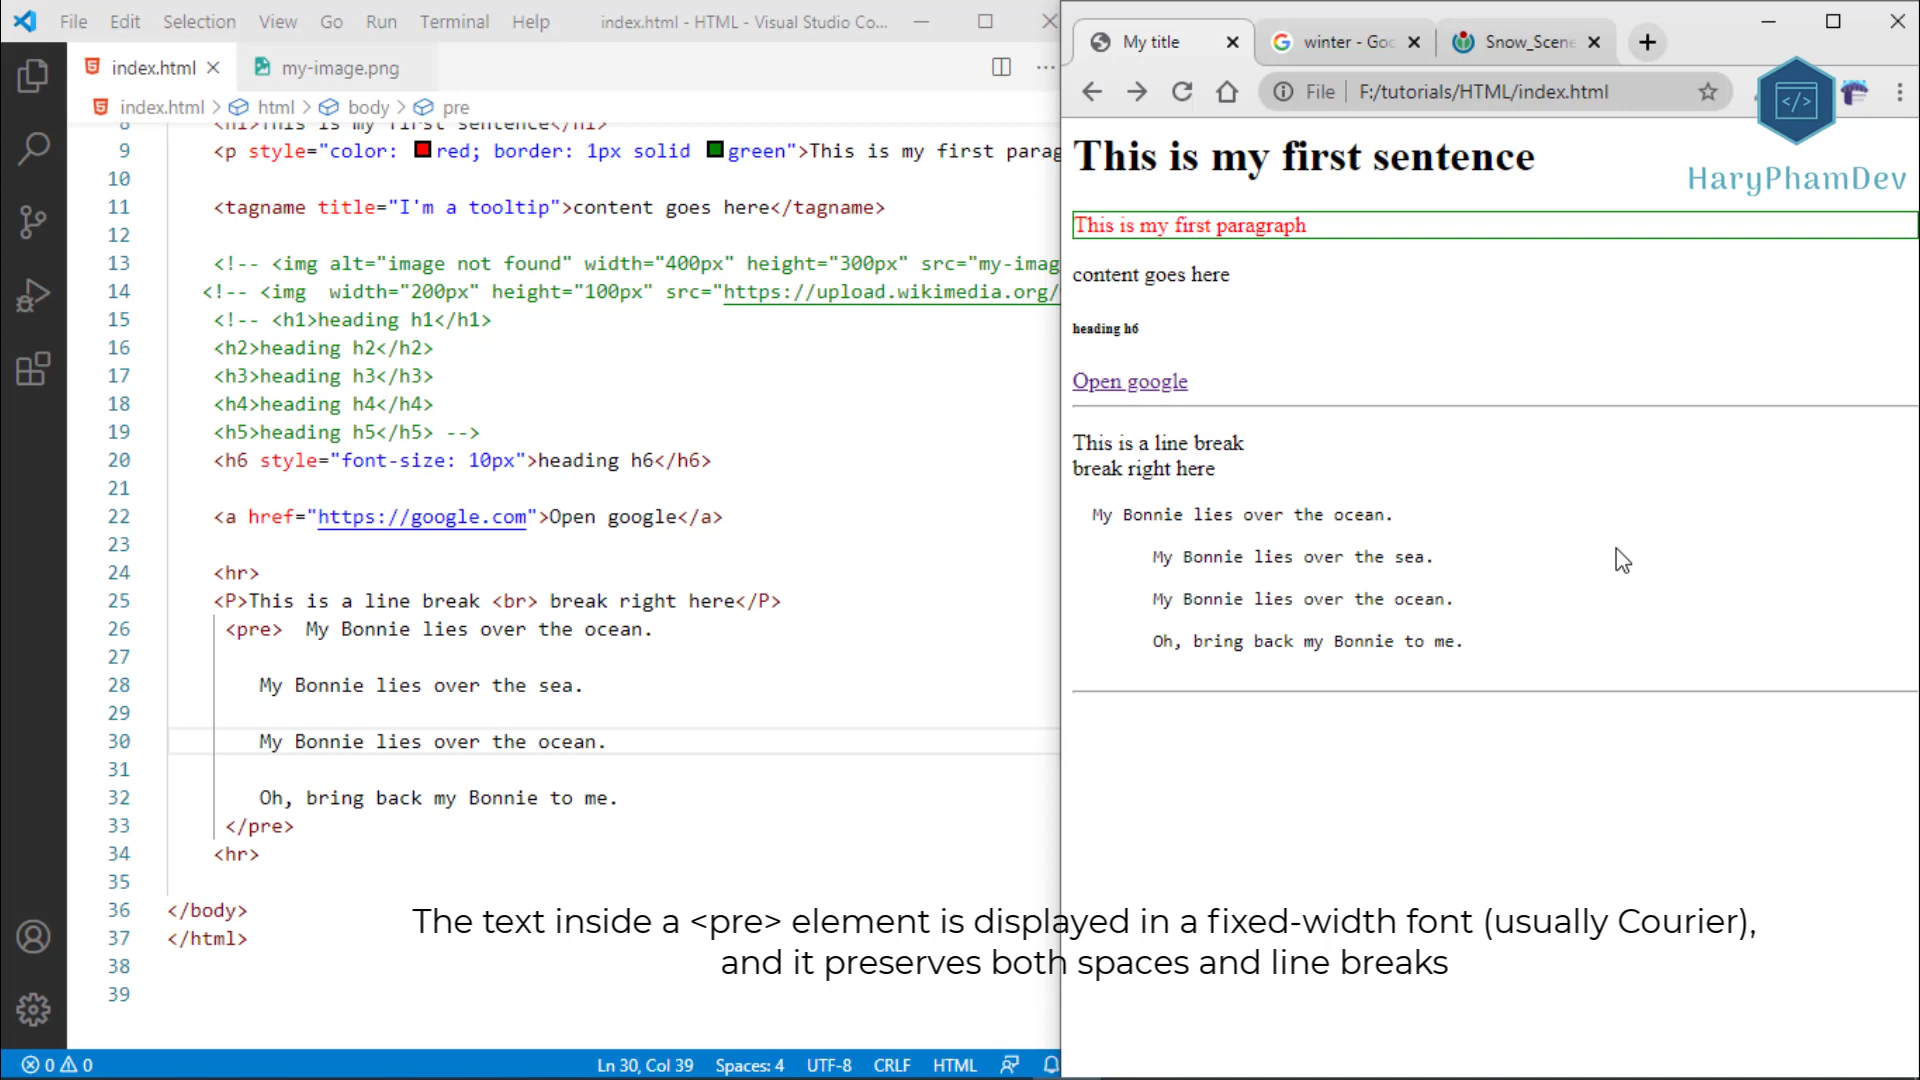 File Edit Selection View Go Run Terminal Help index.html - HTML - Visual Studio Co...
index.html my-image.png
index.html > html > body > pre
8 <h1>This is my first sentence</h1>
9 <p style="color: red; border: 1px solid green">This is my first parag
10
11 <tagname title="I'm a tooltip">content goes here</tagname>
12
13 <!-- <img alt="image not found" width="400px" height="300px" src="my-imag
14 <!-- <img  width="200px" height="100px" src="https://upload.wikimedia.org/
15 <!-- <h1>heading h1</h1>
16 <h2>heading h2</h2>
17 <h3>heading h3</h3>
18 <h4>heading h4</h4>
19 <h5>heading h5</h5> -->
20 <h6 style="font-size: 10px">heading h6</h6>
21
22 <a href="https://google.com">Open google</a>
23
24 <hr>
25 <P>This is a line break <br> break right here</P>
26 <pre>  My Bonnie lies over the ocean.
27
28 My Bonnie lies over the sea.
29
30 My Bonnie lies over the ocean.
31
32 Oh, bring back my Bonnie to me.
33 </pre>
34 <hr>
35
36 </body>
37 </html>
38
39
0 0 Ln 30, Col 39 Spaces: 4 UTF-8 CRLF HTML
My title winter - Goo Snow_Scene
File F:/tutorials/HTML/index.html
</>
HaryPhamDev
This is my first sentence
This is my first paragraph
content goes here
heading h6
Open google
This is a line break
break right here
My Bonnie lies over the ocean.
My Bonnie lies over the sea.
My Bonnie lies over the ocean.
Oh, bring back my Bonnie to me.
The text inside a <pre> element is displayed in a fixed-width font (usually Courier),
and it preserves both spaces and line breaks